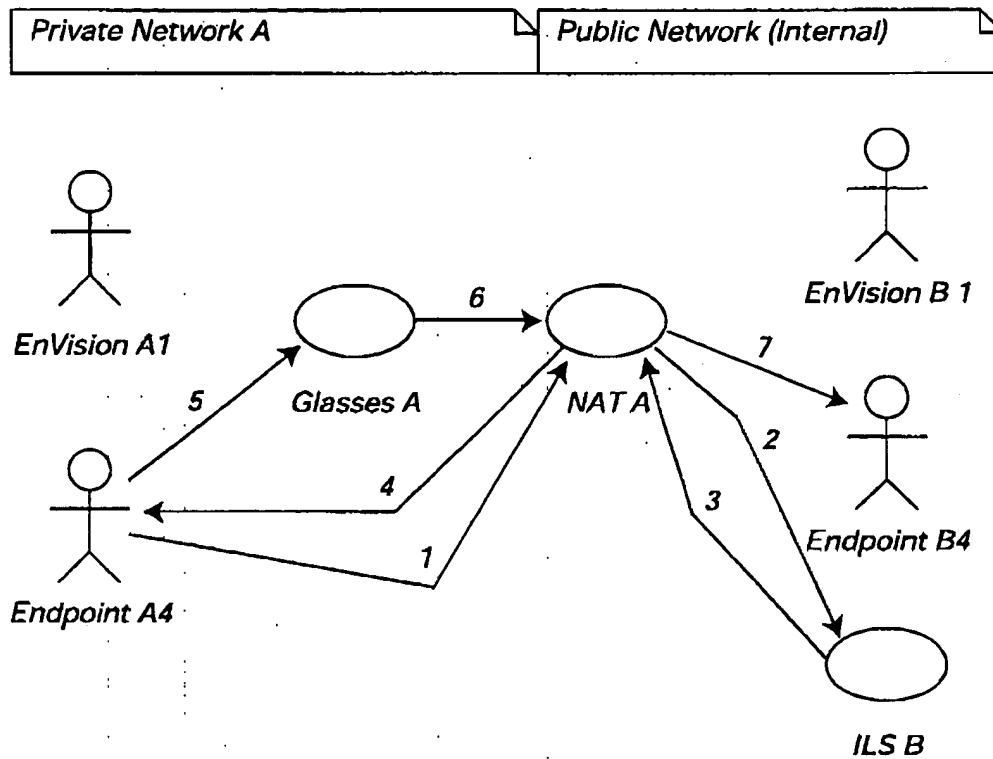 Private Network A
Public Network (Internal)
EnVision A1
EnVision B 1
6
7
5
Glasses A
NAT A
2
4
3
1
Endpoint B4
Endpoint A4
ILS B